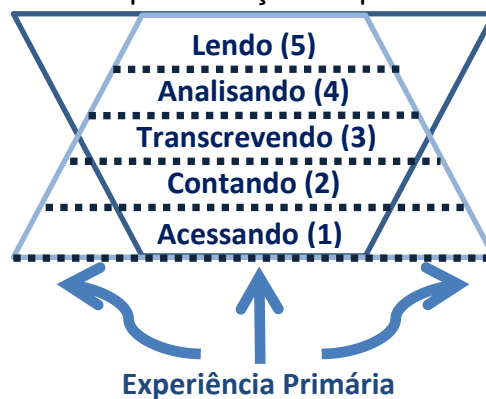 Lendo (5)
Analisando (4)
Transcrevendo (3)
Contando (2)
Acessando (1)
Experiência Primária